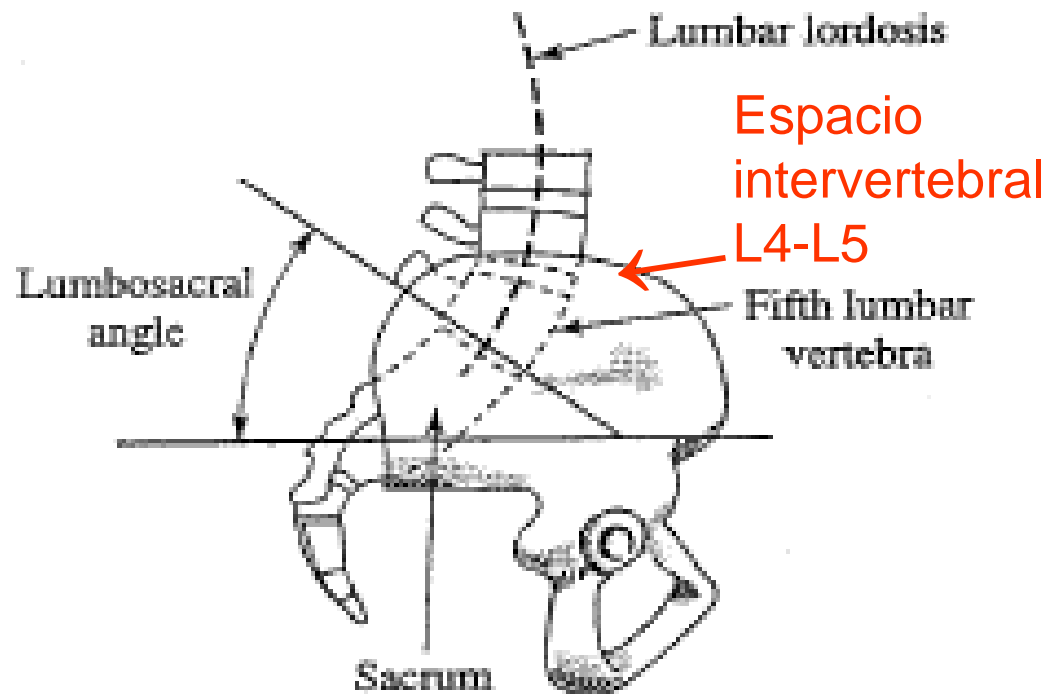 Lumbar lordosis
Espacio
intervertebral
L4-L5
Lumbosacral
angle
Fifth lumbar
vertebra
Sacrum